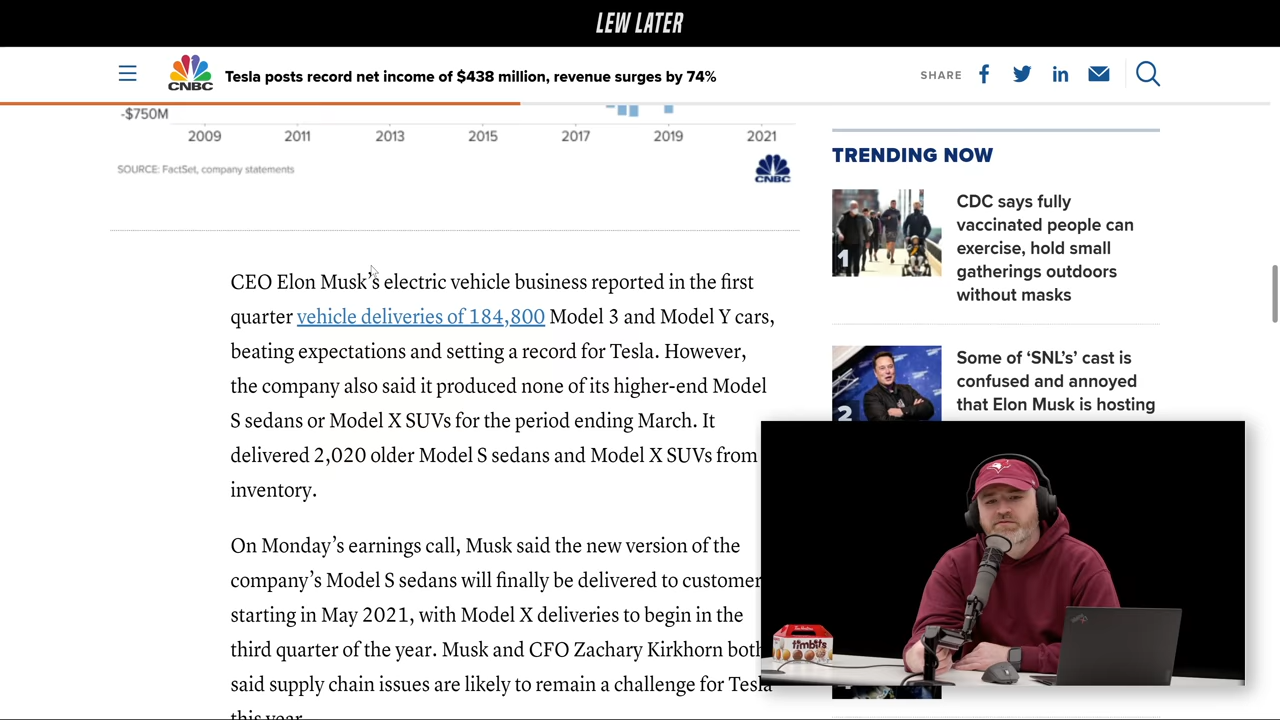 LEW LATER
CNBC
Tesla posts record net income of $438 million, revenue surges by 74%
SHARE
-$750M
2009 2011 2013 2015 2017 2019 2021
SOURCE: FactSet, company statements
CNBC
CEO Elon Musk’s electric vehicle business reported in the first
quarter vehicle deliveries of 184,800 Model 3 and Model Y cars,
beating expectations and setting a record for Tesla. However,
the company also said it produced none of its higher-end Model
S sedans or Model X SUVs for the period ending March. It
delivered 2,020 older Model S sedans and Model X SUVs from
inventory.
On Monday’s earnings call, Musk said the new version of the
company’s Model S sedans will finally be delivered to customer
starting in May 2021, with Model X deliveries to begin in the
third quarter of the year. Musk and CFO Zachary Kirkhorn both
said supply chain issues are likely to remain a challenge for Tesla
this year.
TRENDING NOW
1
CDC says fully
vaccinated people can
exercise, hold small
gatherings outdoors
without masks
2
Some of ‘SNL’s’ cast is
confused and annoyed
that Elon Musk is hosting
timbits